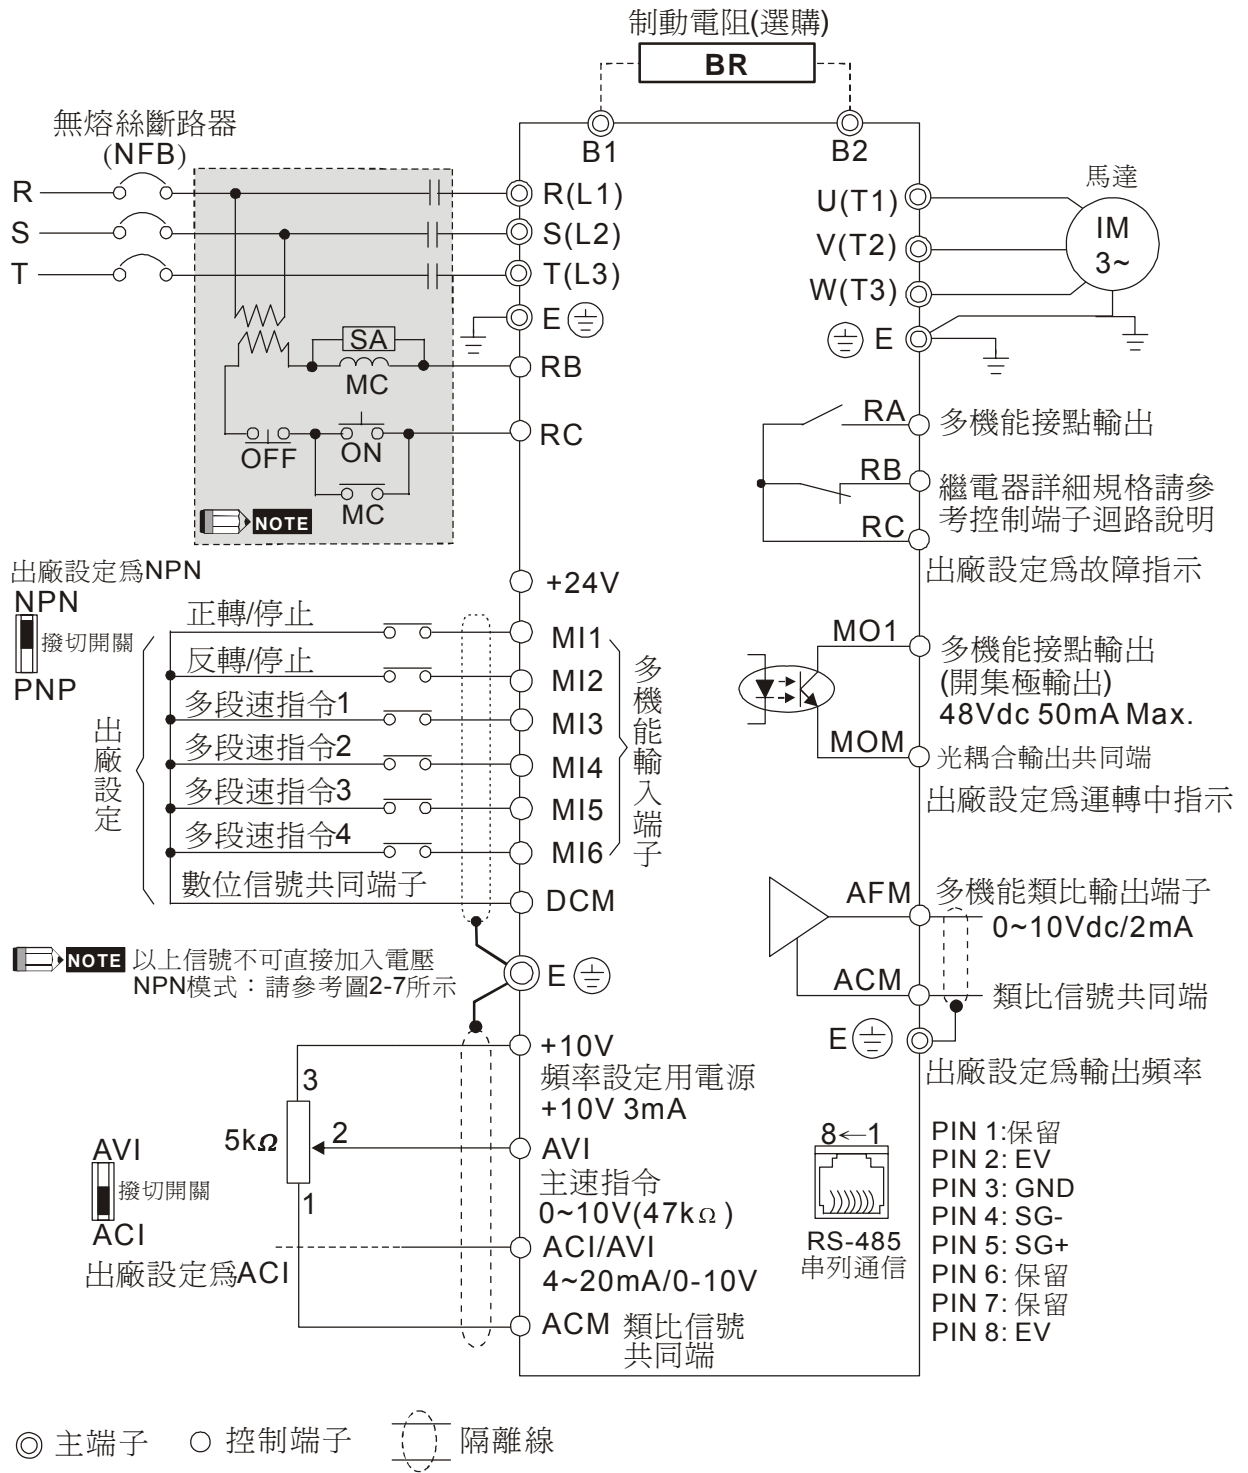 制動電阻(選購)
BR
無熔絲斷路器
(NFB)
B1
B2
R
S
T
R(L1)
S(L2)
T(L3)
E
SA
MC
RB
OFF
ON
MC
RC
NOTE
U(T1)
V(T2)
W(T3)
E
馬達
IM
3~
RA
多機能接點輸出
RB
RC
繼電器詳細規格請參
考控制端子迴路說明
出廠設定為故障指示
出廠設定為NPN
NPN
撥切開關
PNP
+24V
正轉/停止
MI1
反轉/停止
MI2
多段速指令1
MI3
多段速指令2
MI4
多段速指令3
MI5
多段速指令4
MI6
數位信號共同端子
DCM
出廠設定
多機能輸入端子
MO1
多機能接點輸出
(開集極輸出)
48Vdc 50mA Max.
MOM
光耦合輸出共同端
出廠設定為運轉中指示
NOTE 以上信號不可直接加入電壓
NPN模式：請參考圖2-7所示
E
AFM
多機能類比輸出端子
0~10Vdc/2mA
ACM
類比信號共同端
E
出廠設定為輸出頻率
+10V
頻率設定用電源
+10V 3mA
3
5kΩ
2
1
AVI
主速指令
0~10V(47kΩ)
AVI
撥切開關
ACI
出廠設定為ACI
ACI/AVI
4~20mA/0-10V
ACM 類比信號
共同端
8←1
RS-485
串列通信
PIN 1:保留
PIN 2: EV
PIN 3: GND
PIN 4: SG-
PIN 5: SG+
PIN 6: 保留
PIN 7: 保留
PIN 8: EV
主端子
控制端子
隔離線